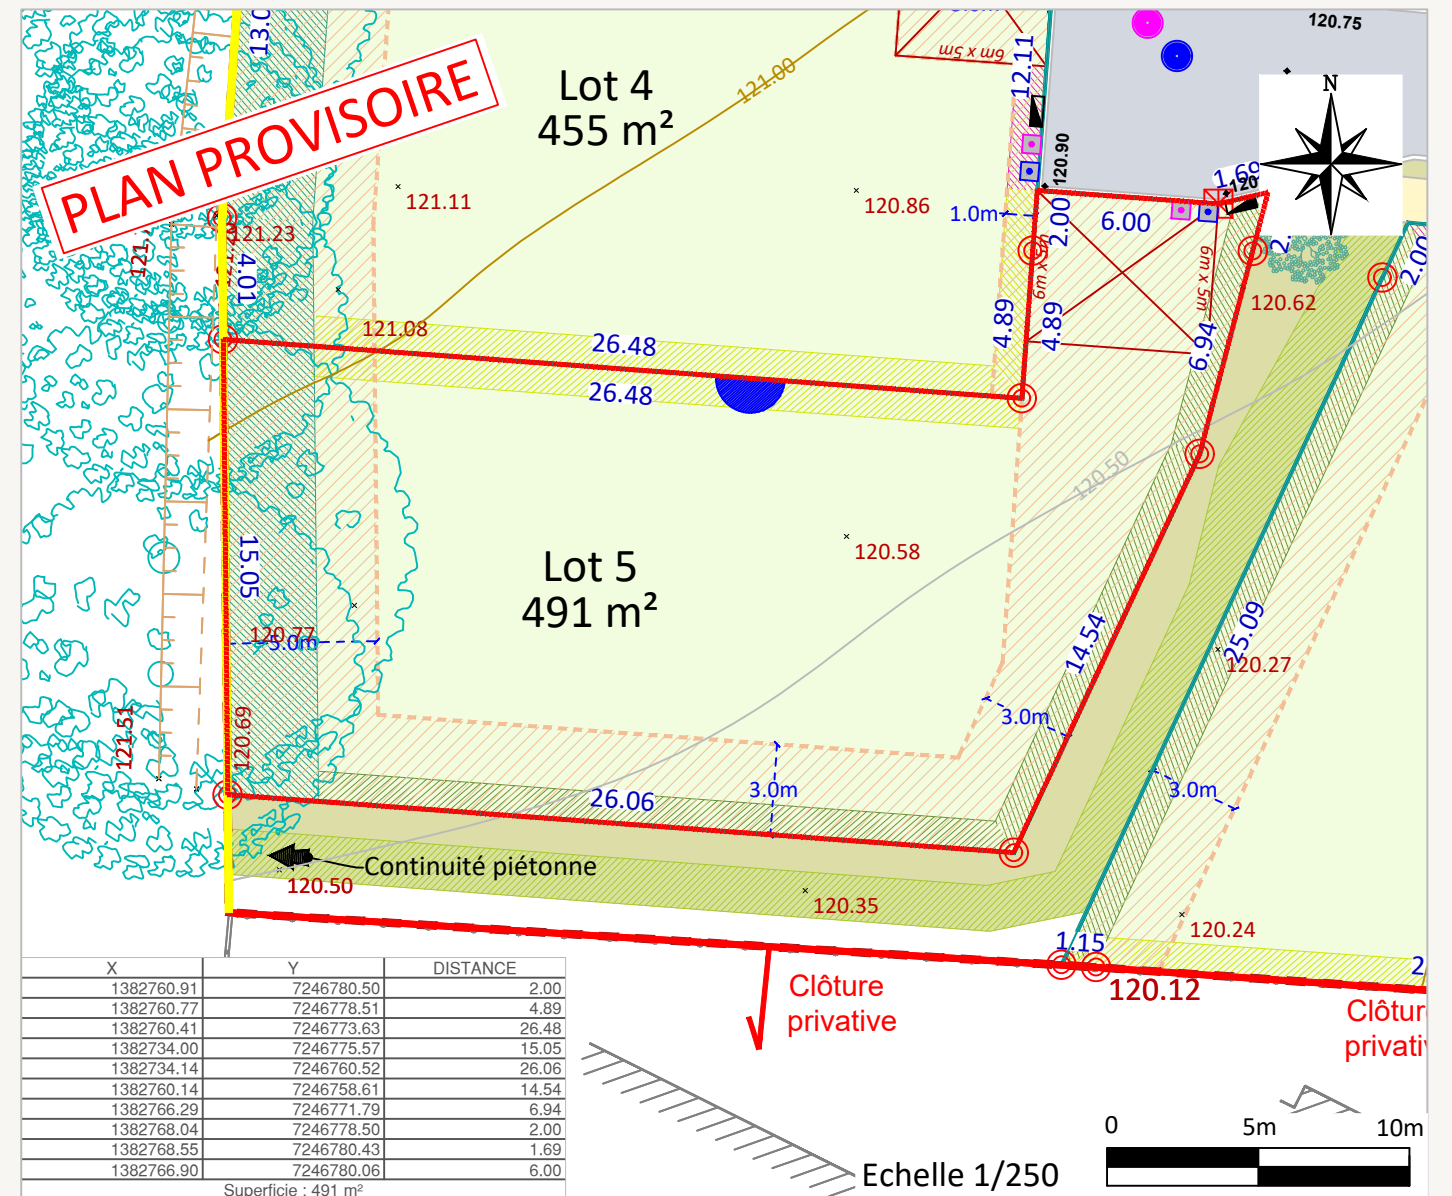 120.75
13.0
6m x 5m
12.11
N
PLAN PROVISOIRE
Lot 4
455 m²
121.00
120.90
1.69
120
121.11
120.86
1.0m
2.00
6.00
2.00
121.23
4.01
6m x 5m
120.62
121.08
26.48
4.89
4.89
6.94
26.48
120.50
Lot 5
491 m²
120.58
15.05
120.77
5.0m
14.54
25.09
120.27
3.0m
121.51
120.69
26.06
3.0m
3.0m
Continuité piétonne
120.50
120.35
120.24
1.15
120.12
Clôture
privative
X Y DISTANCE
1382760.91 7246780.50 2.00
1382760.77 7246778.51 4.89
1382760.41 7246773.63 26.48
1382734.00 7246775.57 15.05
1382734.14 7246760.52 26.06
1382760.14 7246758.61 14.54
1382766.29 7246771.79 6.94
1382768.04 7246778.50 2.00
1382768.55 7246780.43 1.69
1382766.90 7246780.06 6.00
Superficie : 491 m²
Echelle 1/250
0 5m 10m